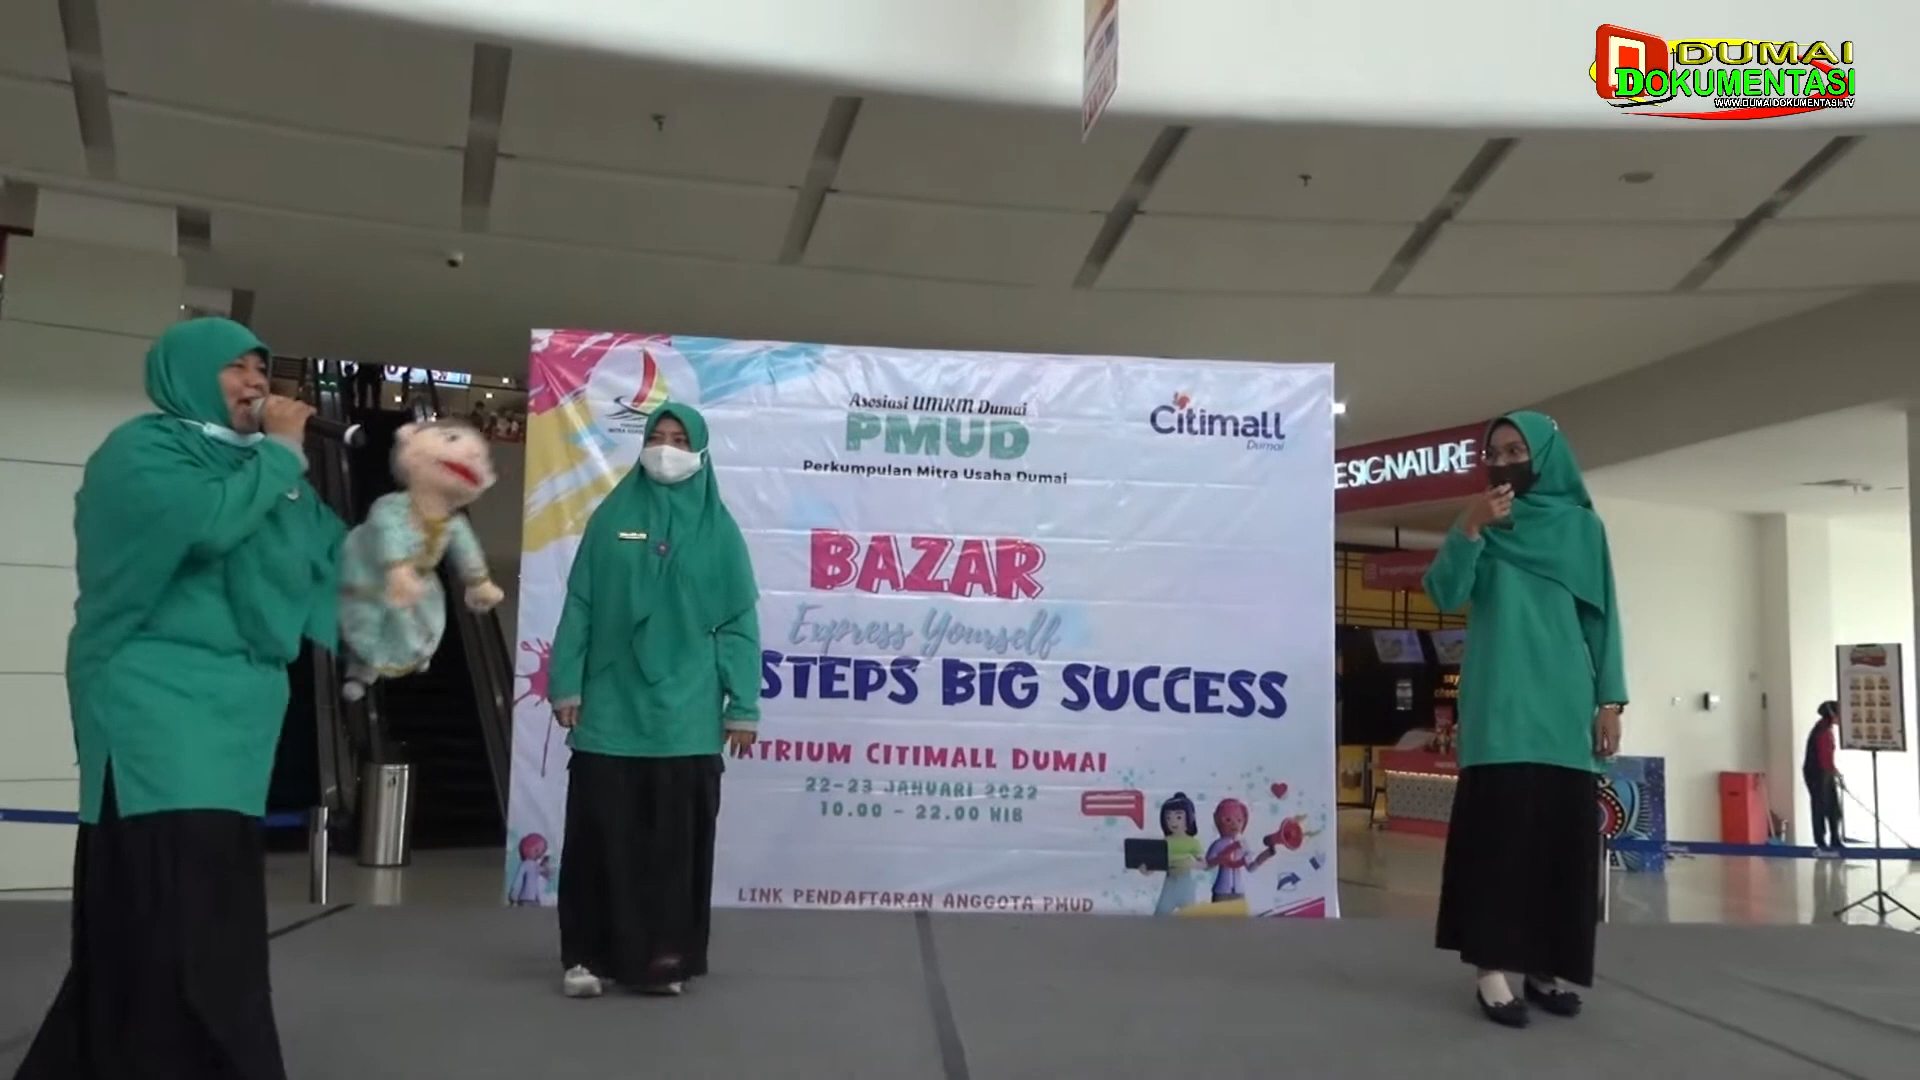 DUMAI
DOKUMENTASI
WWW.DUMAIDOKUMENTASI.TV
Asosiasi UMKM Dumai
PMUD
Perkumpulan Mitra Usaha Dumai
Citimall
Dumai
ESIGNATURE
BAZAR
Express Yourself
STEPS BIG SUCCESS
ATRIUM CITIMALL DUMAI
22-23 JANUARI 2022
10.00 - 22.00 WIB
LINK PENDAFTARAN ANGGOTA PMUD